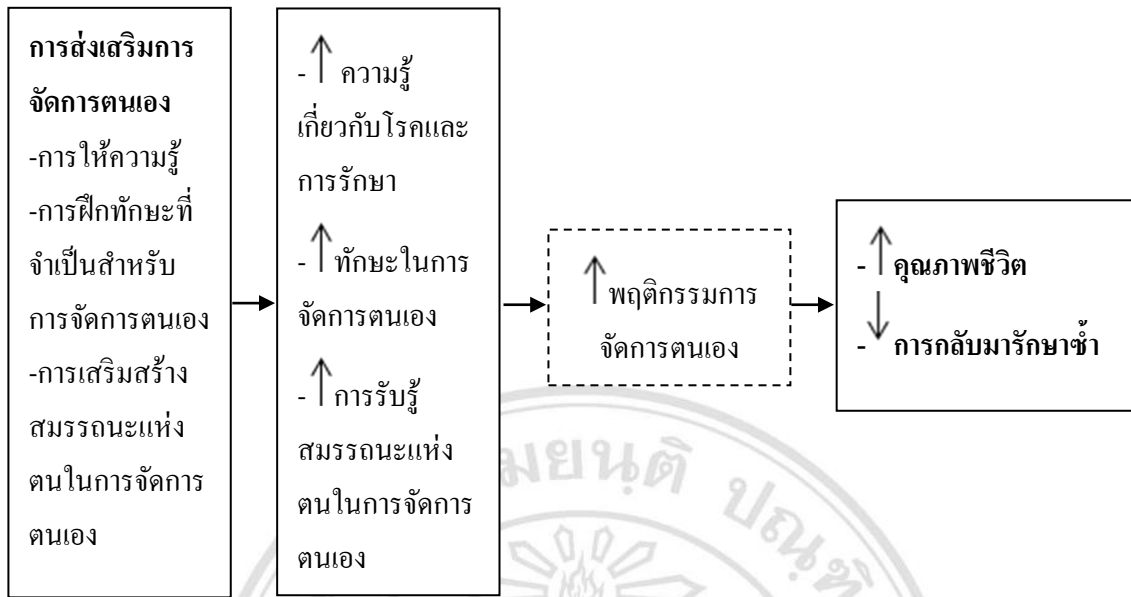 การส่งเสริมการ
จัดการตนเอง
-การให้ความรู้
-การฝึกทักษะที่
จำเป็นสำหรับ
การจัดการตนเอง
-การเสริมสร้าง
สมรรถนะแห่ง
ตนในการจัดการ
ตนเอง
-↑ ความรู้
เกี่ยวกับโรคและ
การรักษา
- ↑ ทักษะในการ
จัดการตนเอง
- ↑ การรับรู้
สมรรถนะแห่ง
ตนในการจัดการ
ตนเอง
↑ พฤติกรรมการ
จัดการตนเอง
- ↑ คุณภาพชีวิต
- ↓ การกลับมารักษาซ้ำ